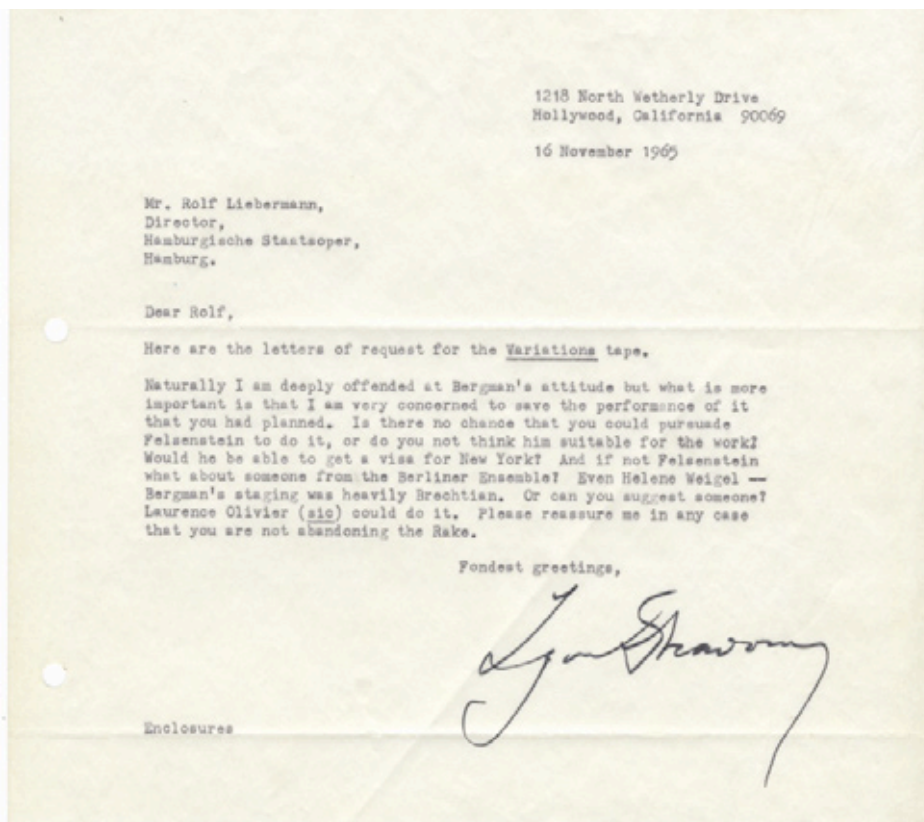 1218 North Wetherly Drive
Hollywood, California 90069
16 November 1965
Mr. Rolf Liebermann,
Director,
Hamburgische Staatsoper,
Hamburg.
Dear Rolf,
Here are the letters of request for the Variations tape.
Naturally I am deeply offended at Bergman's attitude but what is more
important is that I am very concerned to save the performance of it
that you had planned. Is there no chance that you could pursuade
Felsenstein to do it, or do you not think him suitable for the work?
Would he be able to get a visa for New York? And if not Felsenstein
what about someone from the Berliner Ensemble? Even Helene Weigel --
Bergman's staging was heavily Brechtian. Or can you suggest someone?
Laurence Olivier (sic) could do it. Please reassure me in any case
that you are not abandoning the Rake.
Fondest greetings,
Igor Stravinsky
Enclosures